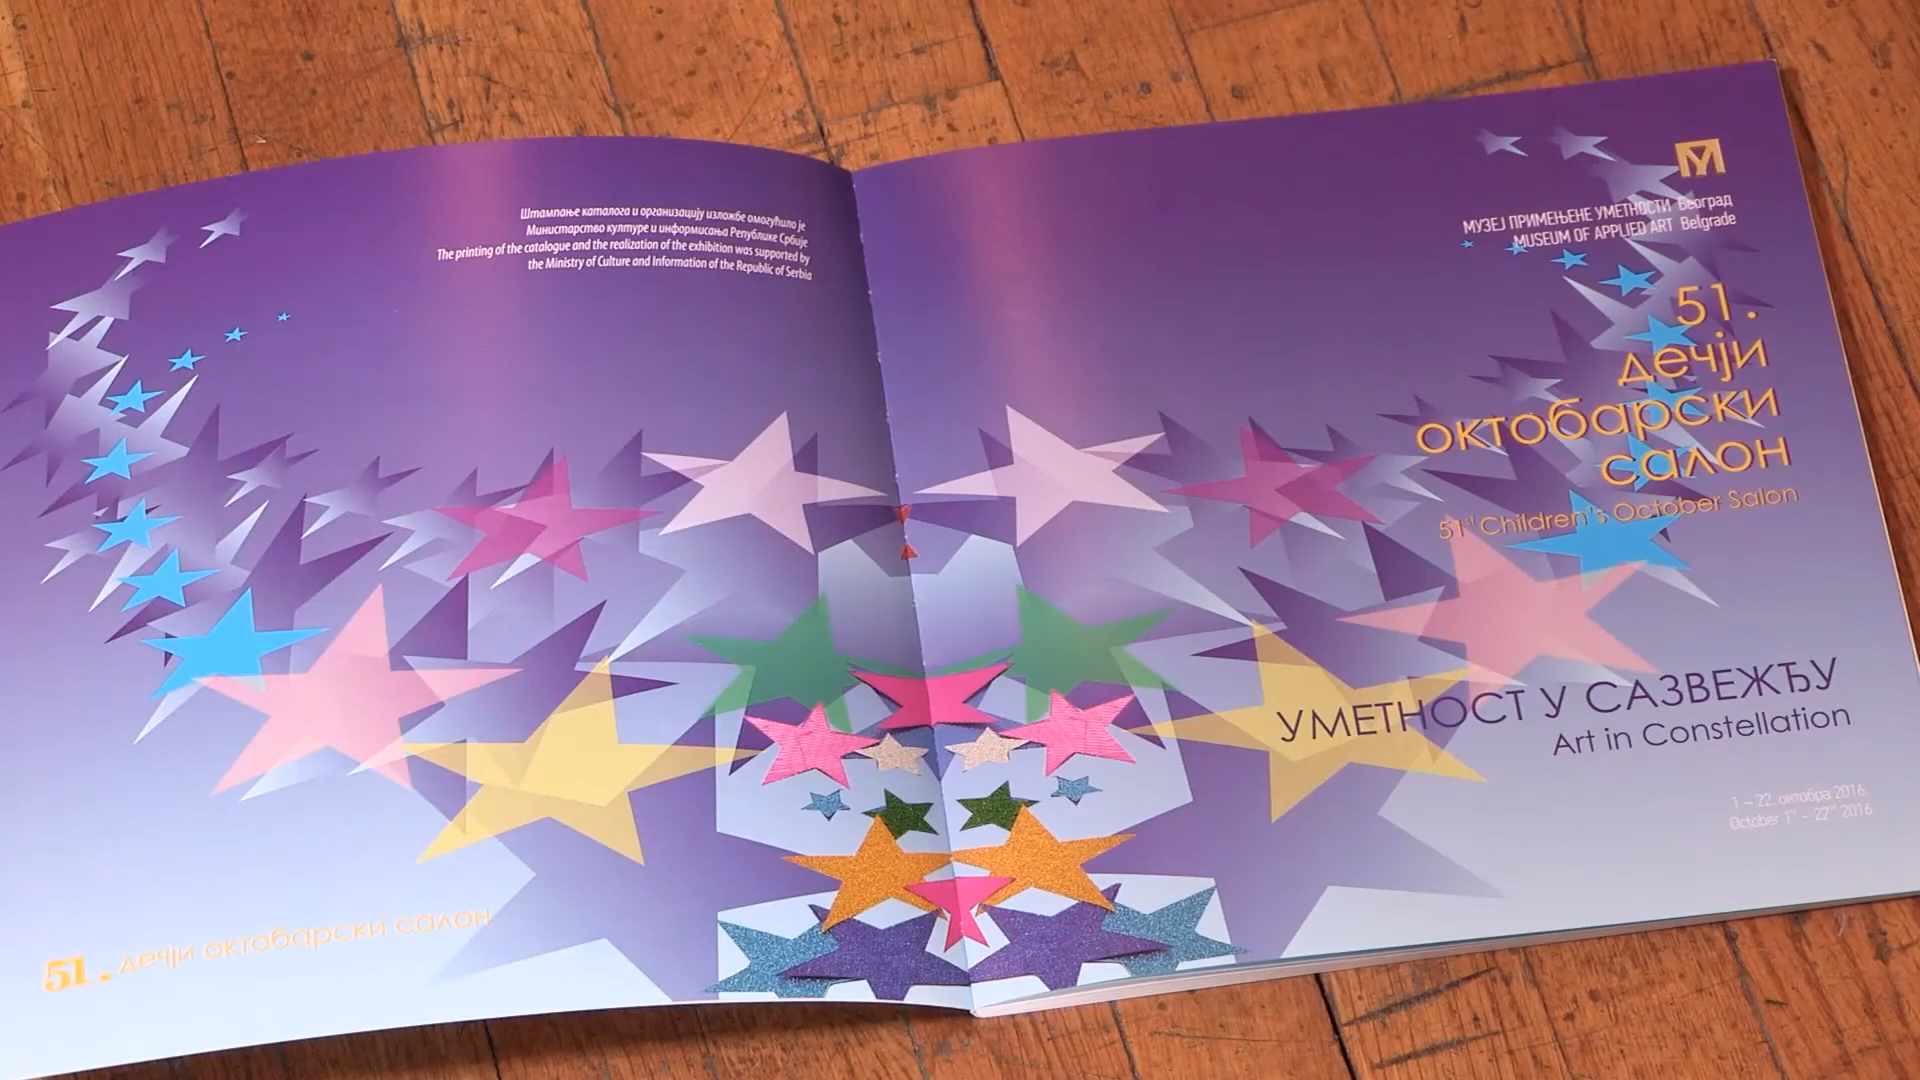 Штампање каталога и организацију изложбе омогућило је
Министарство културе и информисања Републике Србије
The printing of the catalogue and the realization of the exhibition was supported by
the Ministry of Culture and Information of the Republic of Serbia
51. дечји октобарски салон
МУЗЕЈ ПРИМЕЊЕНЕ УМЕТНОСТИ Београд
MUSEUM OF APPLIED ART Belgrade
51.
дечји
октобарски
салон
51st Children's October Salon
УМЕТНОСТ У САЗВЕЖЂУ
Art in Constellation
1 – 22. октобра 2016.
October 1st – 22nd 2016